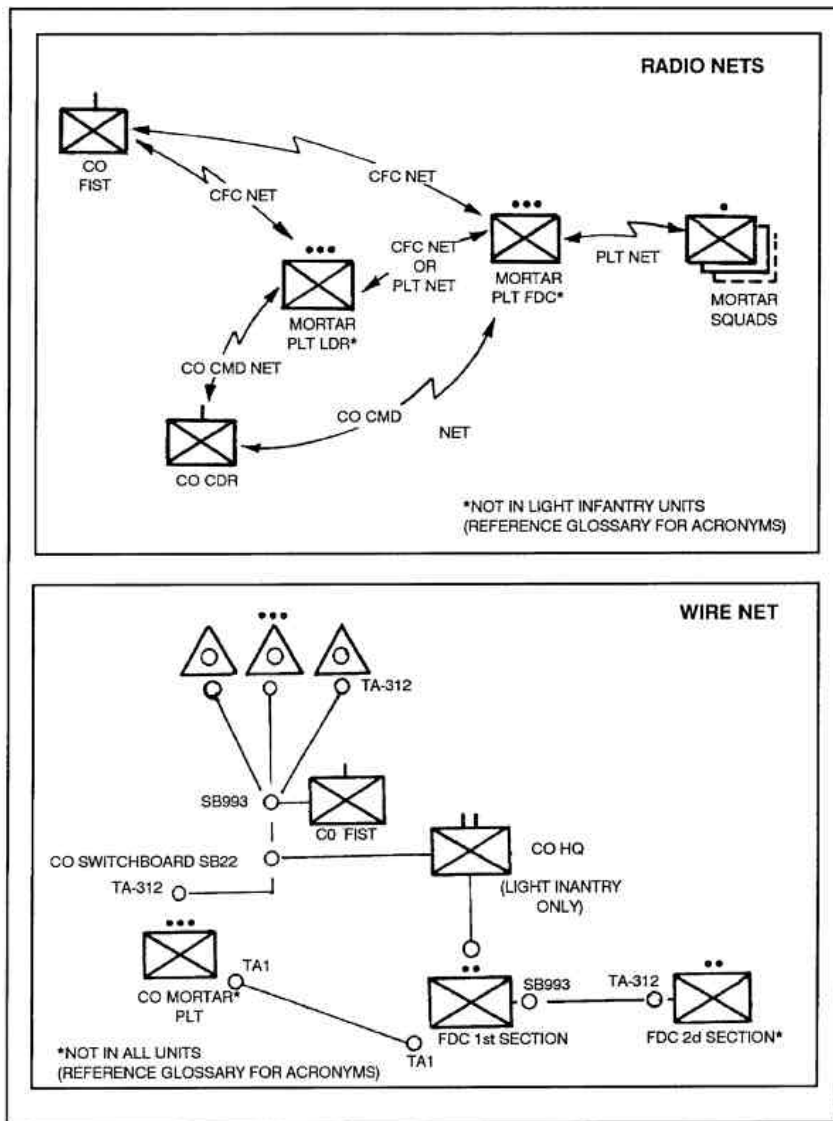 RADIO NETS
CO
FIST
CFC NET
CFC NET
CFC NET
OR
PLT NET
MORTAR
PLT FDC*
PLT NET
MORTAR
SQUADS
MORTAR
PLT LDR*
CO CMD NET
CO CMD
NET
CO CDR
*NOT IN LIGHT INFANTRY UNITS
(REFERENCE GLOSSARY FOR ACRONYMS)
WIRE NET
TA-312
SB993
C0 FIST
CO SWITCHBOARD SB22
CO HQ
(LIGHT INANTRY
ONLY)
TA-312
TA1
CO MORTAR*
PLT
SB993
TA-312
FDC 1st SECTION
FDC 2d SECTION*
TA1
*NOT IN ALL UNITS
(REFERENCE GLOSSARY FOR ACRONYMS)